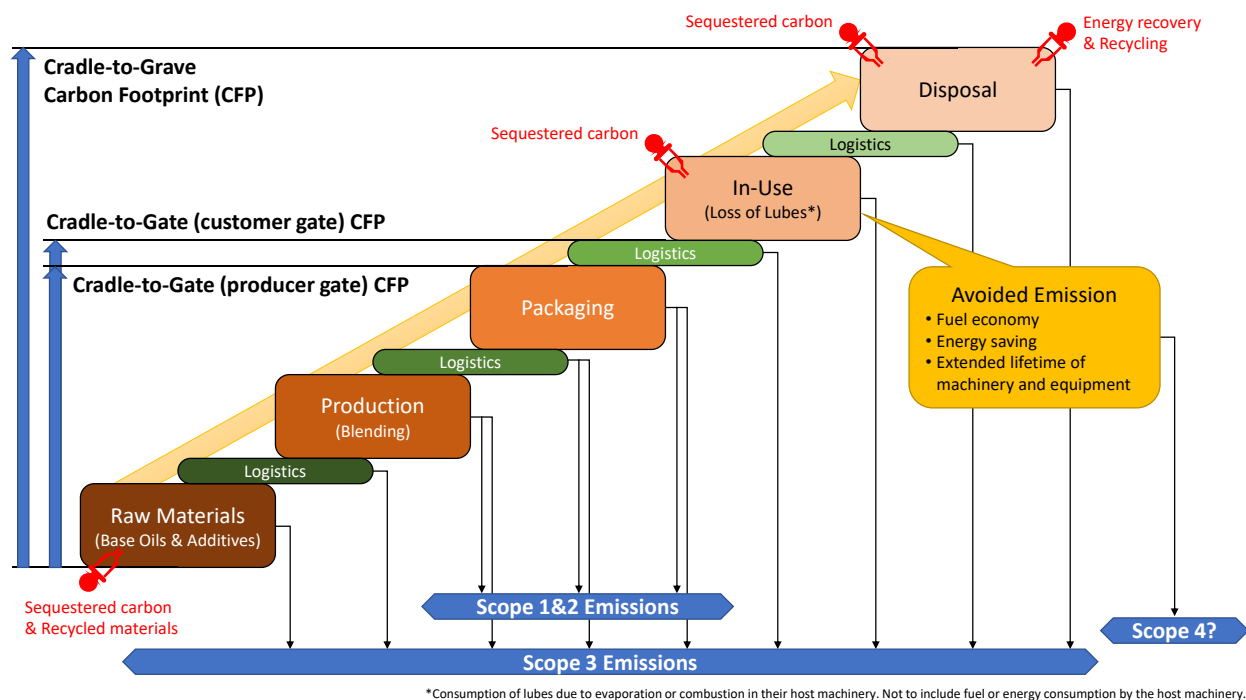 Sequestered carbon
Energy recovery
& Recycling
Cradle-to-Grave
Carbon Footprint (CFP)
Disposal
Sequestered carbon
Logistics
In-Use
(Loss of Lubes*)
Cradle-to-Gate (customer gate) CFP
Logistics
Cradle-to-Gate (producer gate) CFP
Avoided Emission
• Fuel economy
• Energy saving
• Extended lifetime of
machinery and equipment
Packaging
Logistics
Production
(Blending)
Logistics
Raw Materials
(Base Oils & Additives)
Sequestered carbon
& Recycled materials
Scope 1&2 Emissions
Scope 4?
Scope 3 Emissions
*Consumption of lubes due to evaporation or combustion in their host machinery. Not to include fuel or energy consumption by the host machinery.